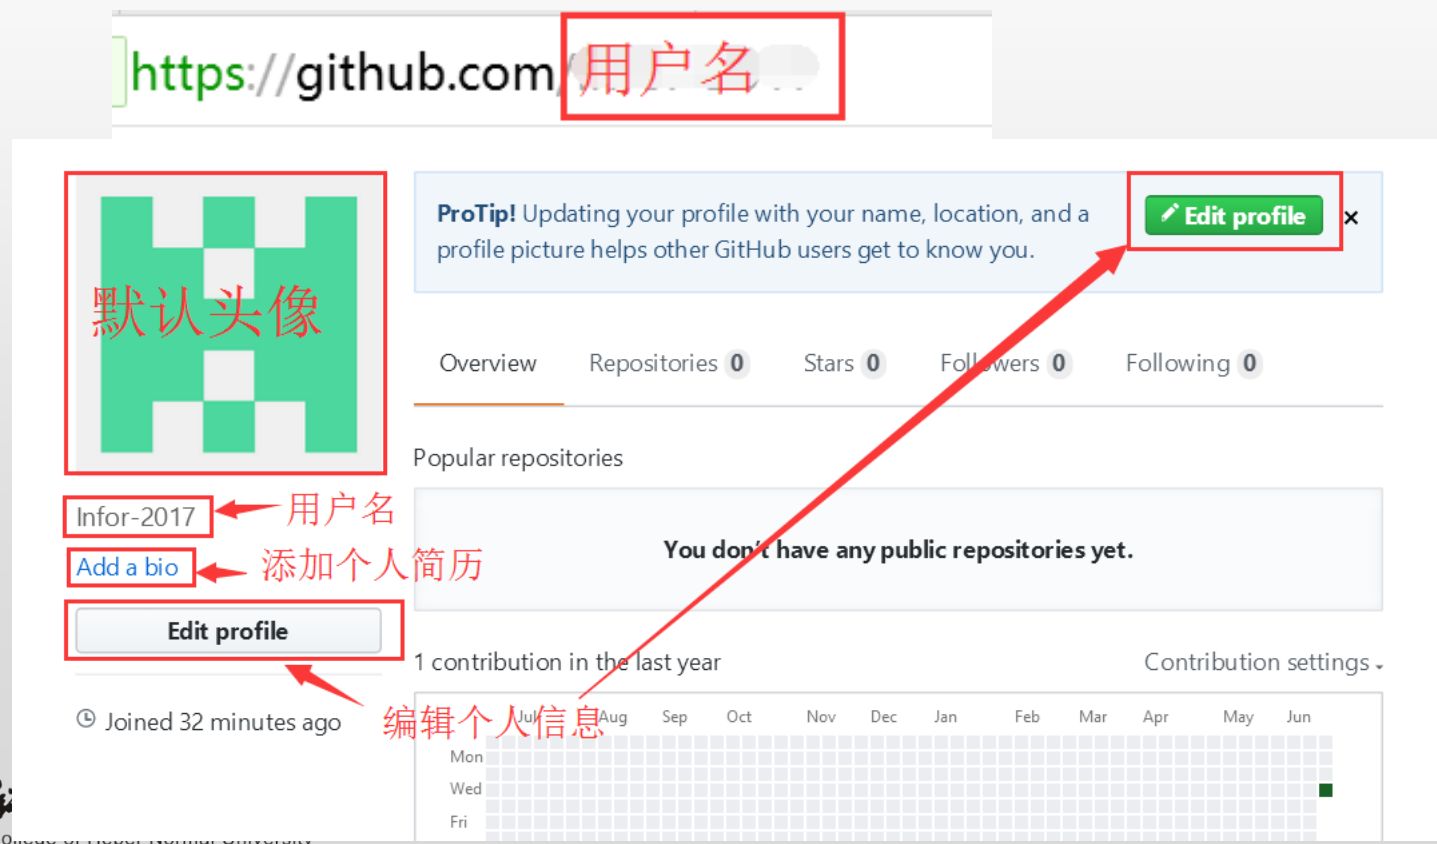 https://github.com/用户名
默认头像
ProTip! Updating your profile with your name, location, and a
profile picture helps other GitHub users get to know you.
Edit profile
Overview Repositories 0 Stars 0 Followers 0 Following 0
Popular repositories
You don't have any public repositories yet.
Infor-2017 用户名
Add a bio 添加个人简历
Edit profile
编辑个人信息
Joined 32 minutes ago
1 contribution in the last year Contribution settings
Jul Aug Sep Oct Nov Dec Jan Feb Mar Apr May Jun
Mon
Wed
Fri
College of Hebei Normal University